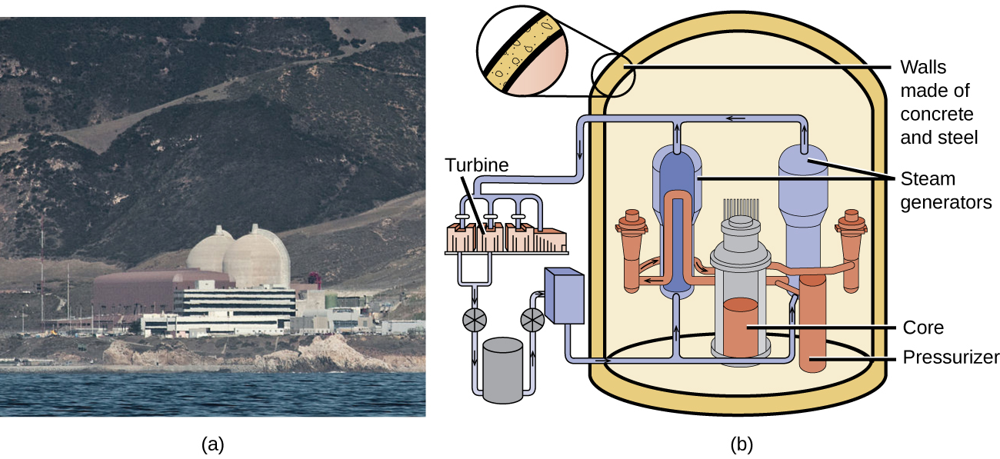 Walls
made of
concrete
and steel
Turbine
Steam
generators
Core
Pressurizer
(a)
(b)